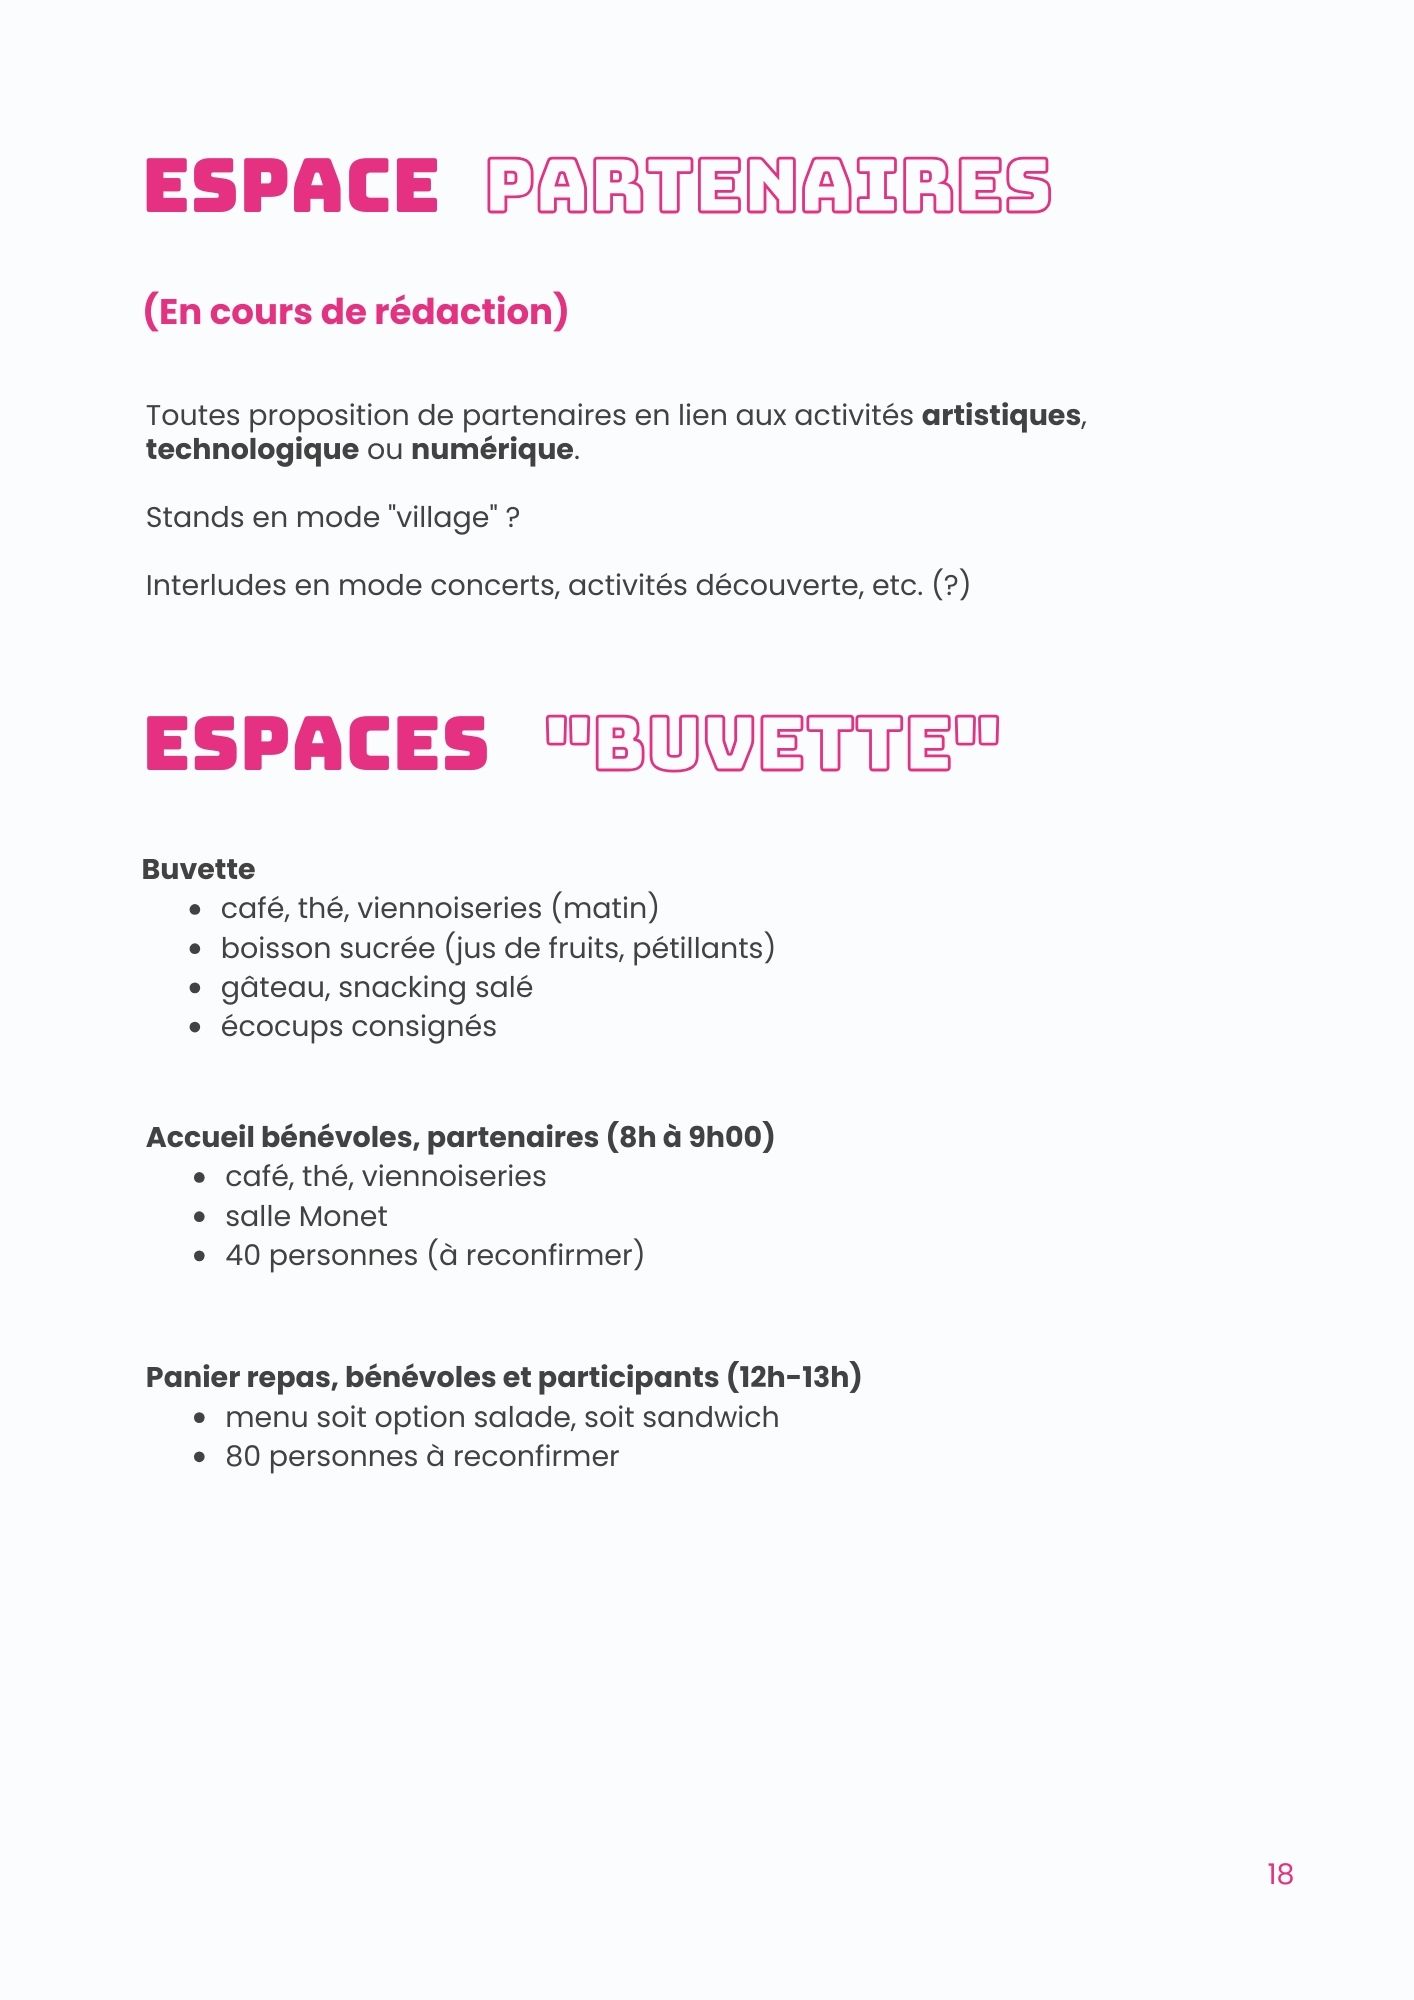 ESPACE PARTENAIRES
(En cours de rédaction)
Toutes proposition de partenaires en lien aux activités artistiques,
technologique ou numérique.
Stands en mode "village" ?
Interludes en mode concerts, activités découverte, etc. (?)
ESPACES "BUVETTE"
Buvette
• café, thé, viennoiseries (matin)
• boisson sucrée (jus de fruits, pétillants)
• gâteau, snacking salé
• écocups consignés
Accueil bénévoles, partenaires (8h à 9h00)
• café, thé, viennoiseries
• salle Monet
• 40 personnes (à reconfirmer)
Panier repas, bénévoles et participants (12h-13h)
• menu soit option salade, soit sandwich
• 80 personnes à reconfirmer
18